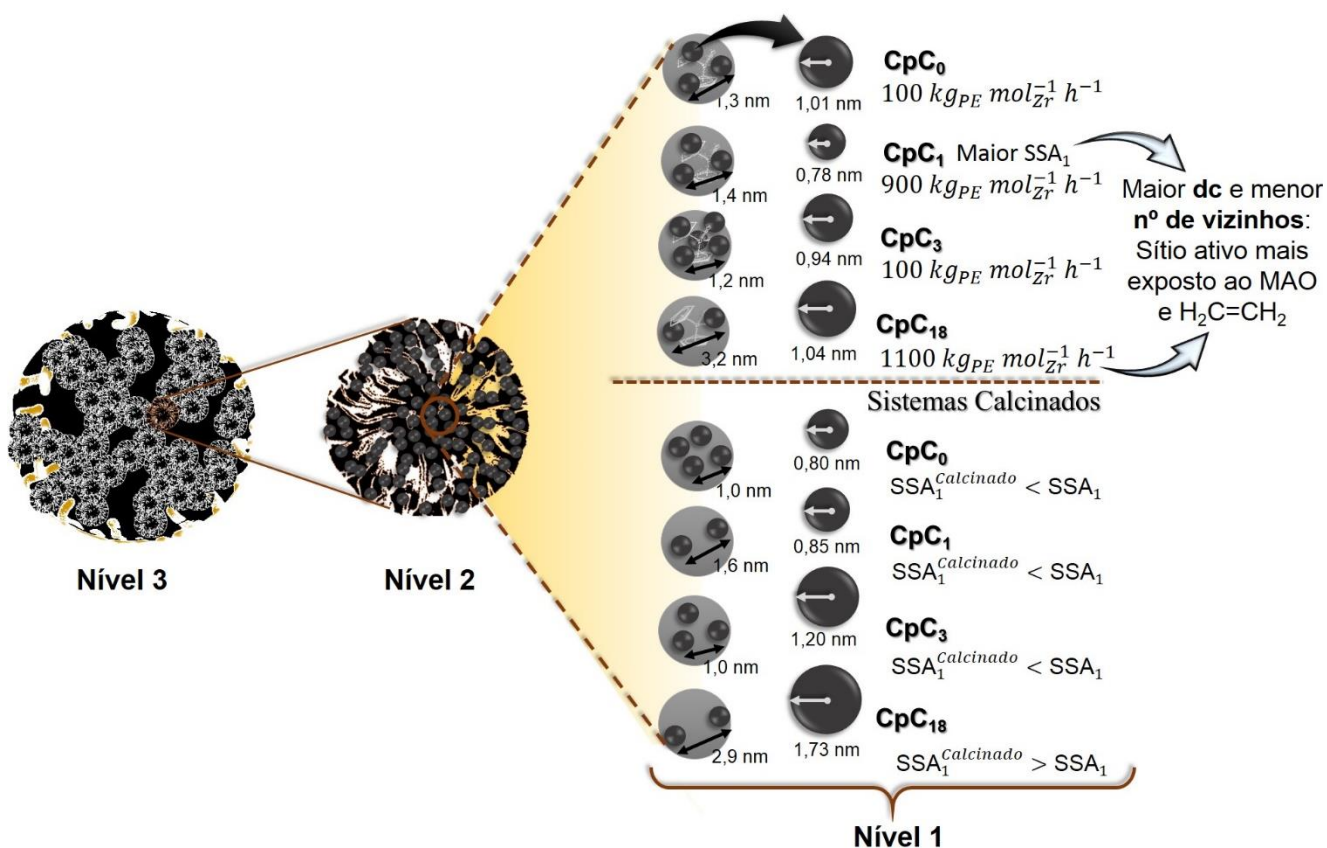 CpC₀
100 kg_PE mol_Zr^-1 h^-1
1,3 nm
1,01 nm
CpC₁ Maior SSA₁
900 kg_PE mol_Zr^-1 h^-1
1,4 nm
0,78 nm
CpC₃
100 kg_PE mol_Zr^-1 h^-1
1,2 nm
0,94 nm
CpC₁₈
1100 kg_PE mol_Zr^-1 h^-1
3,2 nm
1,04 nm
Maior dc e menor
nº de vizinhos:
Sítio ativo mais
exposto ao MAO
e H₂C=CH₂
Sistemas Calcinados
CpC₀
SSA₁^Calcinado < SSA₁
1,0 nm
0,80 nm
CpC₁
SSA₁^Calcinado < SSA₁
1,6 nm
0,85 nm
CpC₃
SSA₁^Calcinado < SSA₁
1,0 nm
1,20 nm
CpC₁₈
SSA₁^Calcinado > SSA₁
2,9 nm
1,73 nm
Nível 3
Nível 2
Nível 1